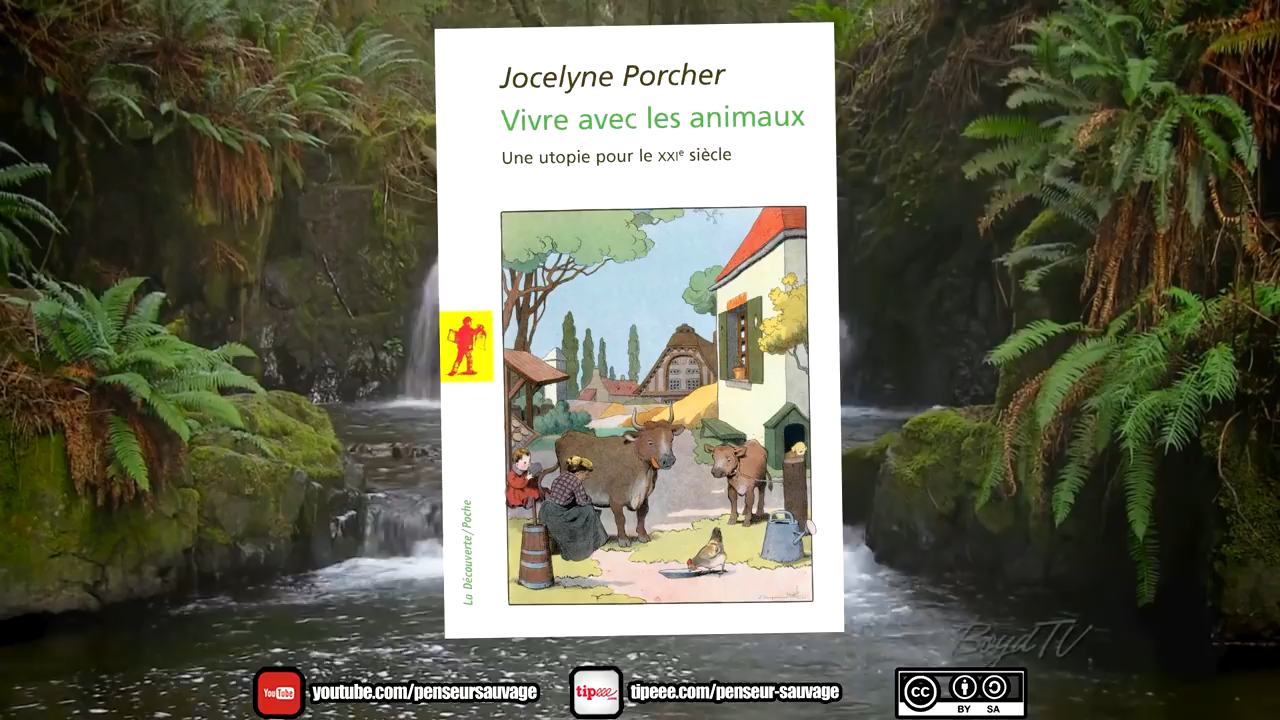 Jocelyne Porcher
Vivre avec les animaux
Une utopie pour le XXIe siècle
La Découverte/Poche
BoydTV
YouTube
youtube.com/penseursauvage
tipeee
tipeee.com/penseur-sauvage
cc
BY SA